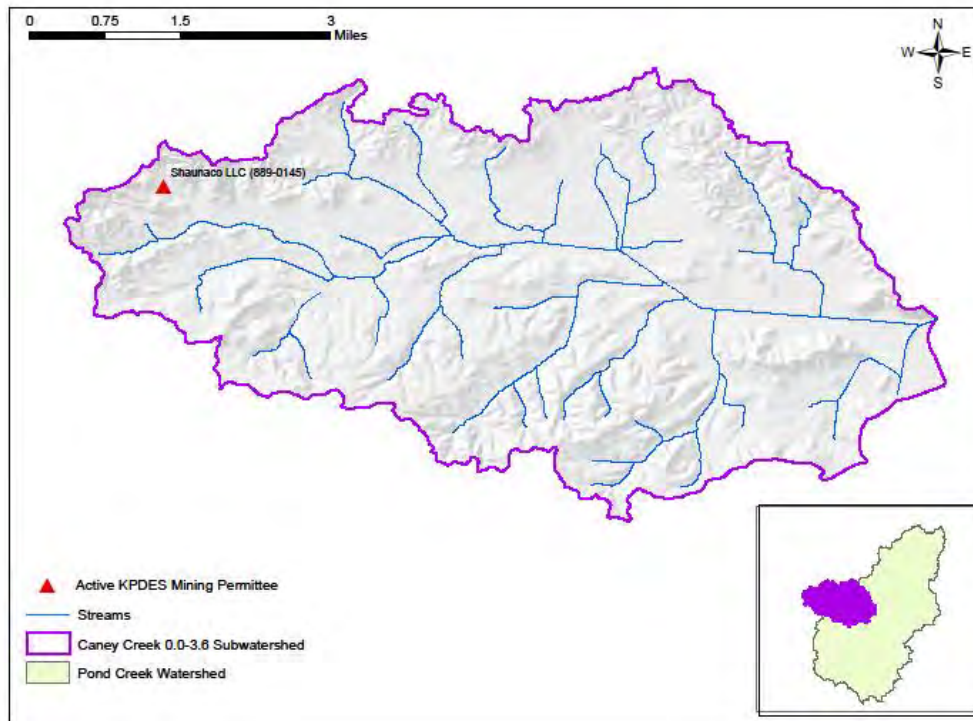 0 0.75 1.5 3
Miles
N
W E
S
Shaunaco LLC (889-0145)
Active KPDES Mining Permittee
Streams
Caney Creek 0.0-3.6 Subwatershed
Pond Creek Watershed